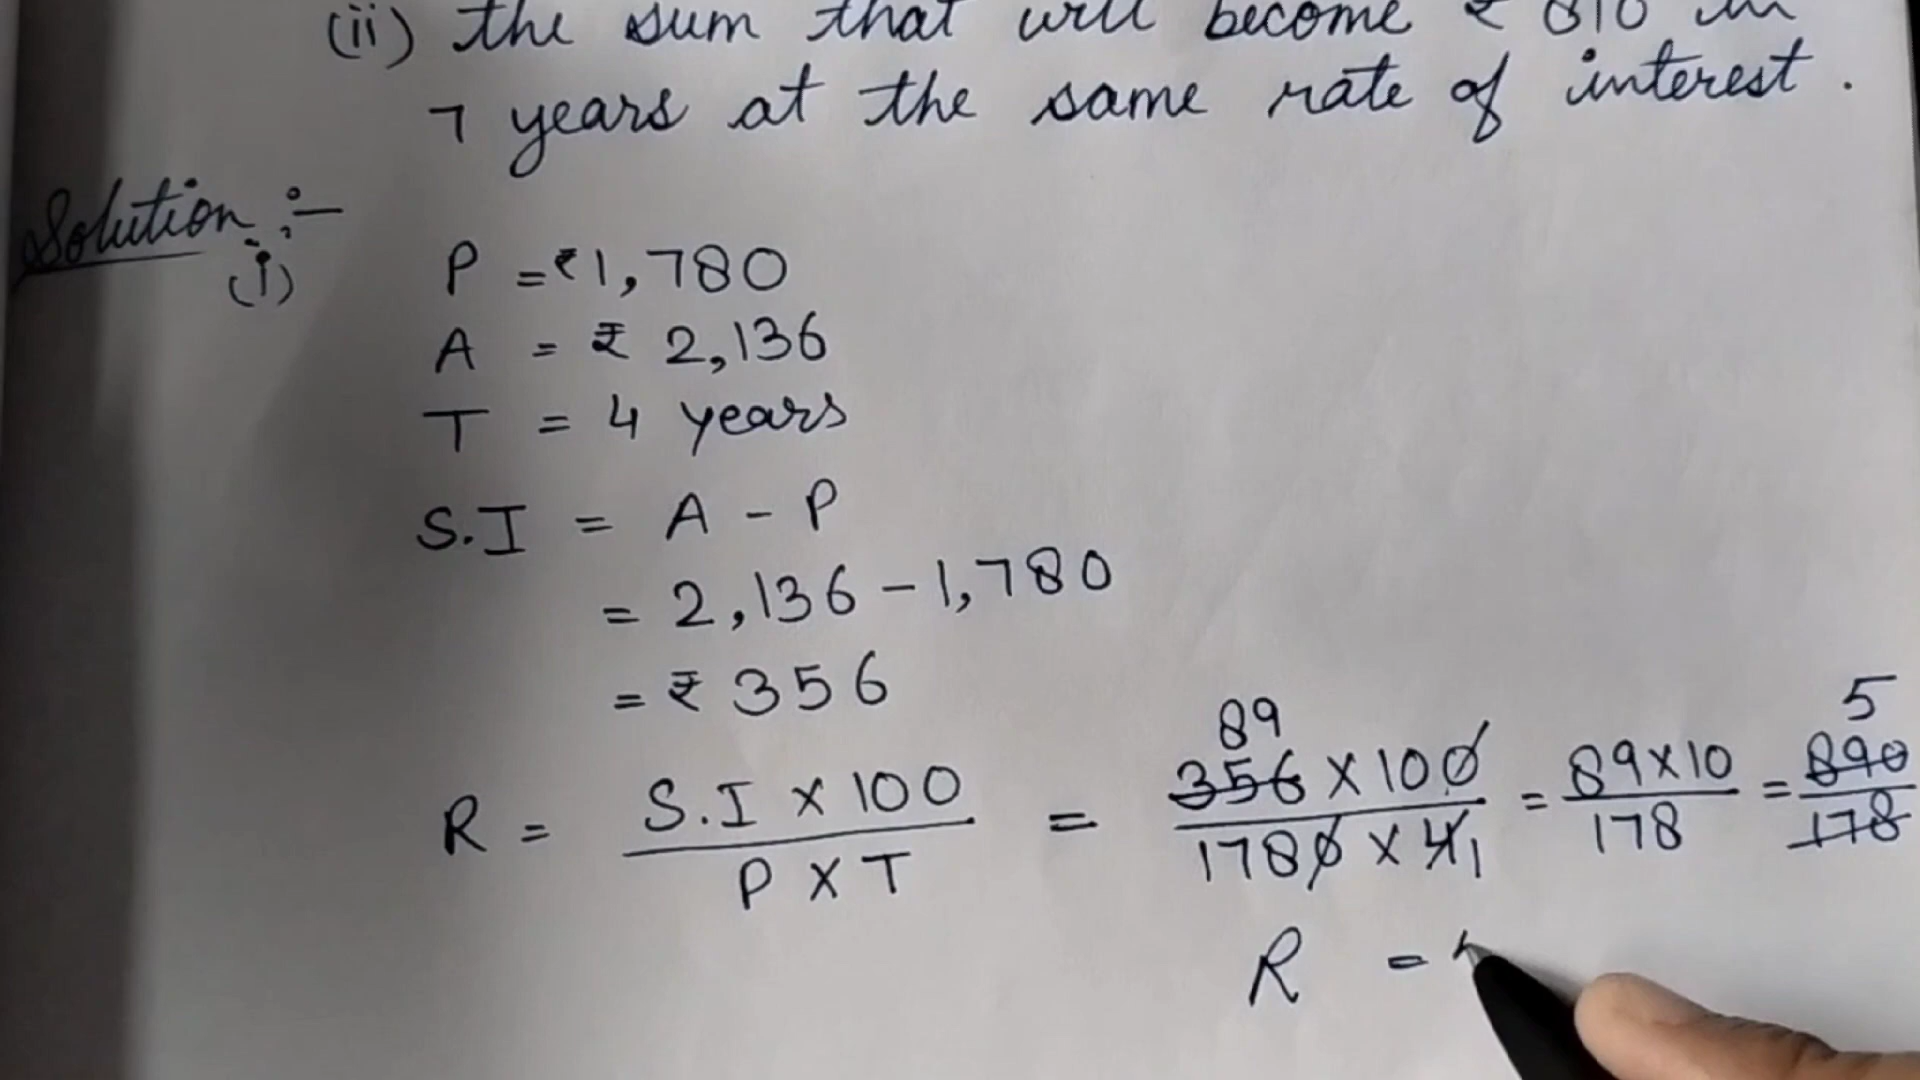 (ii) the sum that will become ₹ 810 in
7 years at the same rate of interest.
Solution :-
(i) P = ₹1,780
A = ₹ 2,136
T = 4 years
S.I = A - P
= 2,136 - 1,780
= ₹ 356
R = S.I × 100 / P × T = 89 356 × 100 / 1780 × 4 1 = 89×10 / 178 = 5 890 / 178
R =